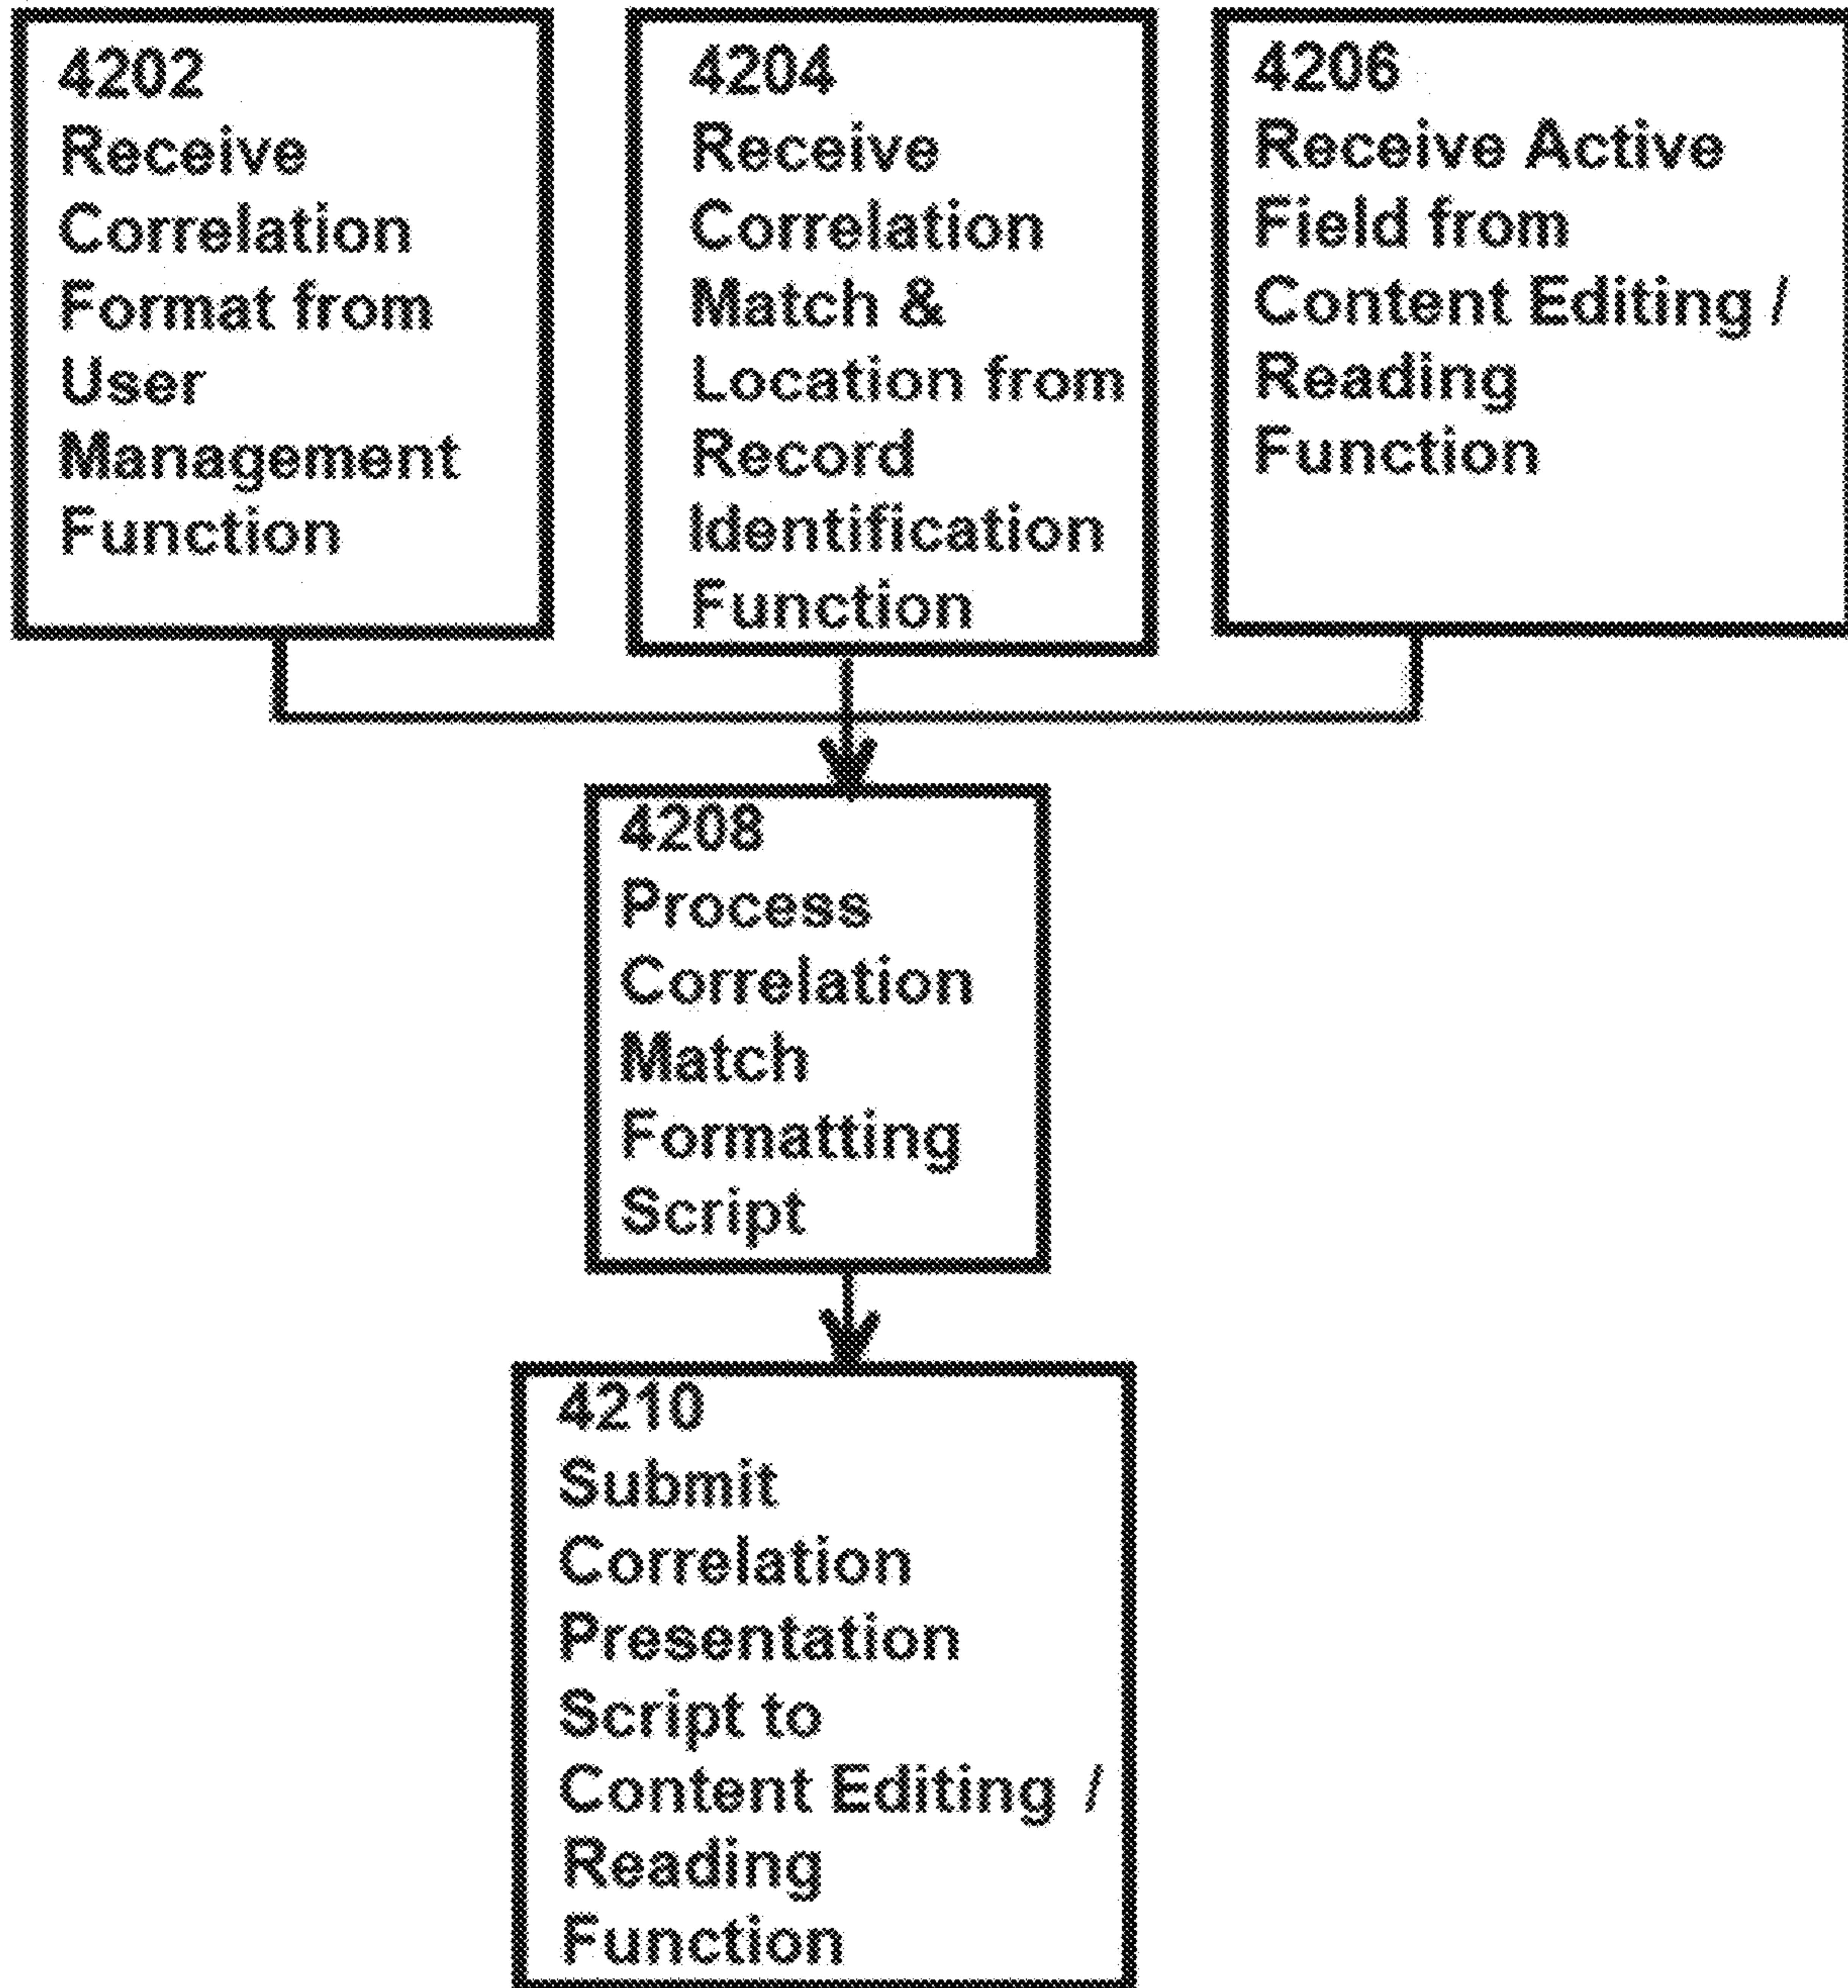 4202
Receive
Correlation
Format from
User
Management
Function
4204
Receive
Correlation
Match &
Location from
Record
Identification
Function
4206
Receive Active
Field from
Content Editing /
Reading
Function
4208
Process
Correlation
Match
Formatting
Script
4210
Submit
Correlation
Presentation
Script to
Content Editing /
Reading
Function